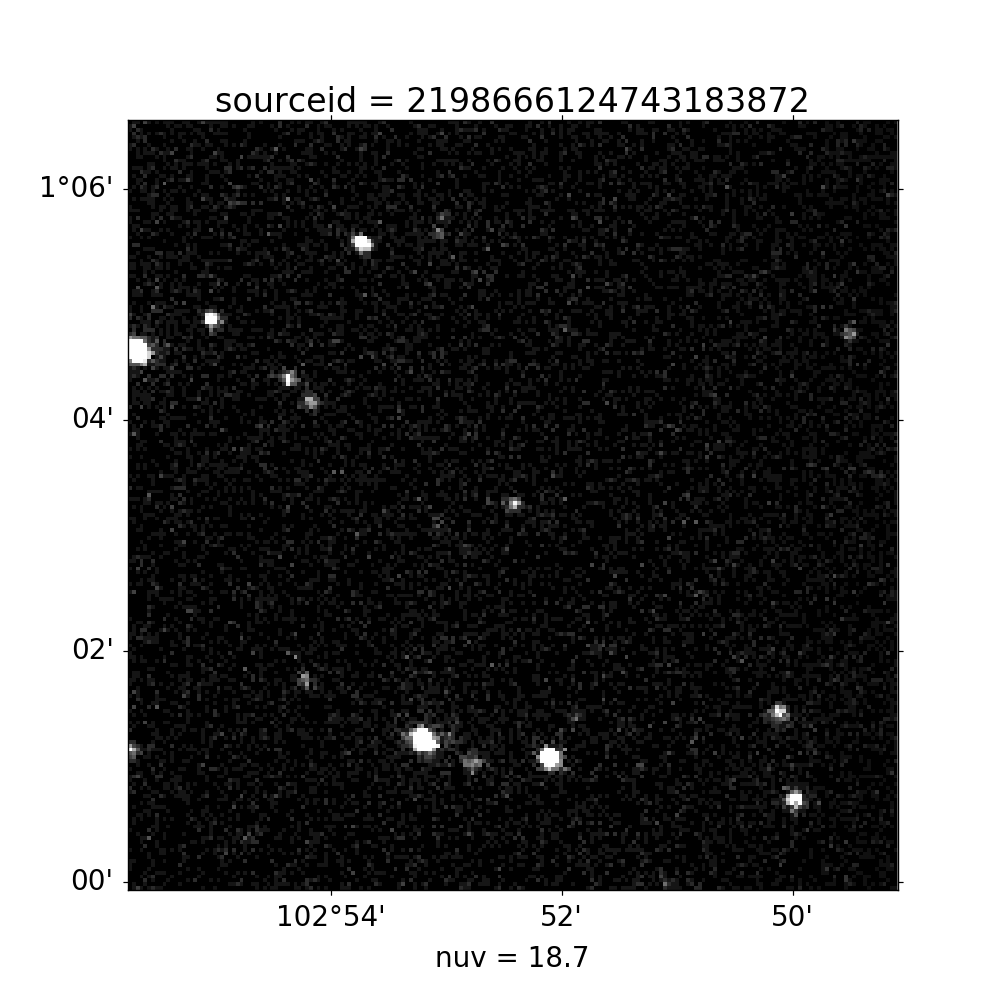 sourceid = 2198666124743183872
1°06'
04'
02'
00'
102°54' 52' 50'
nuv = 18.7